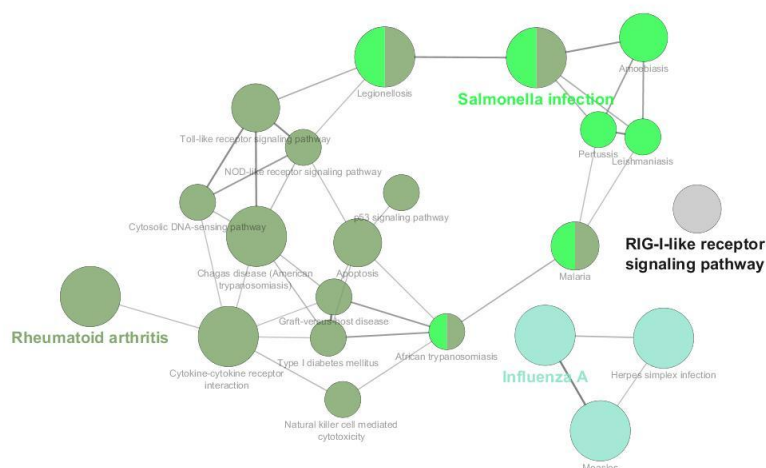 Amoebiasis
Legionellosis
Salmonella infection
Toll-like receptor signaling pathway
Pertussis
Leishmaniasis
NOD-like receptor signaling pathway
p53 signaling pathway
Cytosolic DNA-sensing pathway
RIG-I-like receptor
signaling pathway
Chagas disease (American
trypanosomiasis)
Apoptosis
Malaria
Graft-versus-host disease
Rheumatoid arthritis
Type I diabetes mellitus
African trypanosomiasis
Cytokine-cytokine receptor
interaction
Influenza A
Herpes simplex infection
Natural killer cell mediated
cytotoxicity
Measles